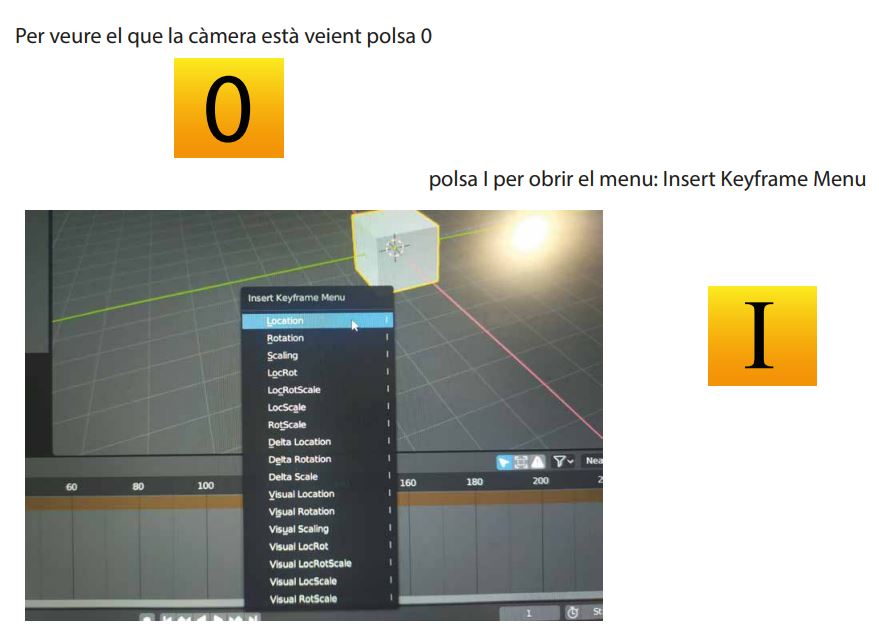 Per veure el que la càmera està veient polsa 0
0
polsa I per obrir el menu: Insert Keyframe Menu
I
Insert Keyframe Menu
Location I
Rotation I
Scaling I
LocRot I
LocRotScale I
LocScale I
RotScale I
Delta Location I
Delta Rotation I
Delta Scale I
Visual Location I
Visual Rotation I
Visual Scaling I
Visual LocRot I
Visual LocRotScale I
Visual LocScale I
Visual RotScale I
Nea
60 80 100 160 180 200 2
1 St